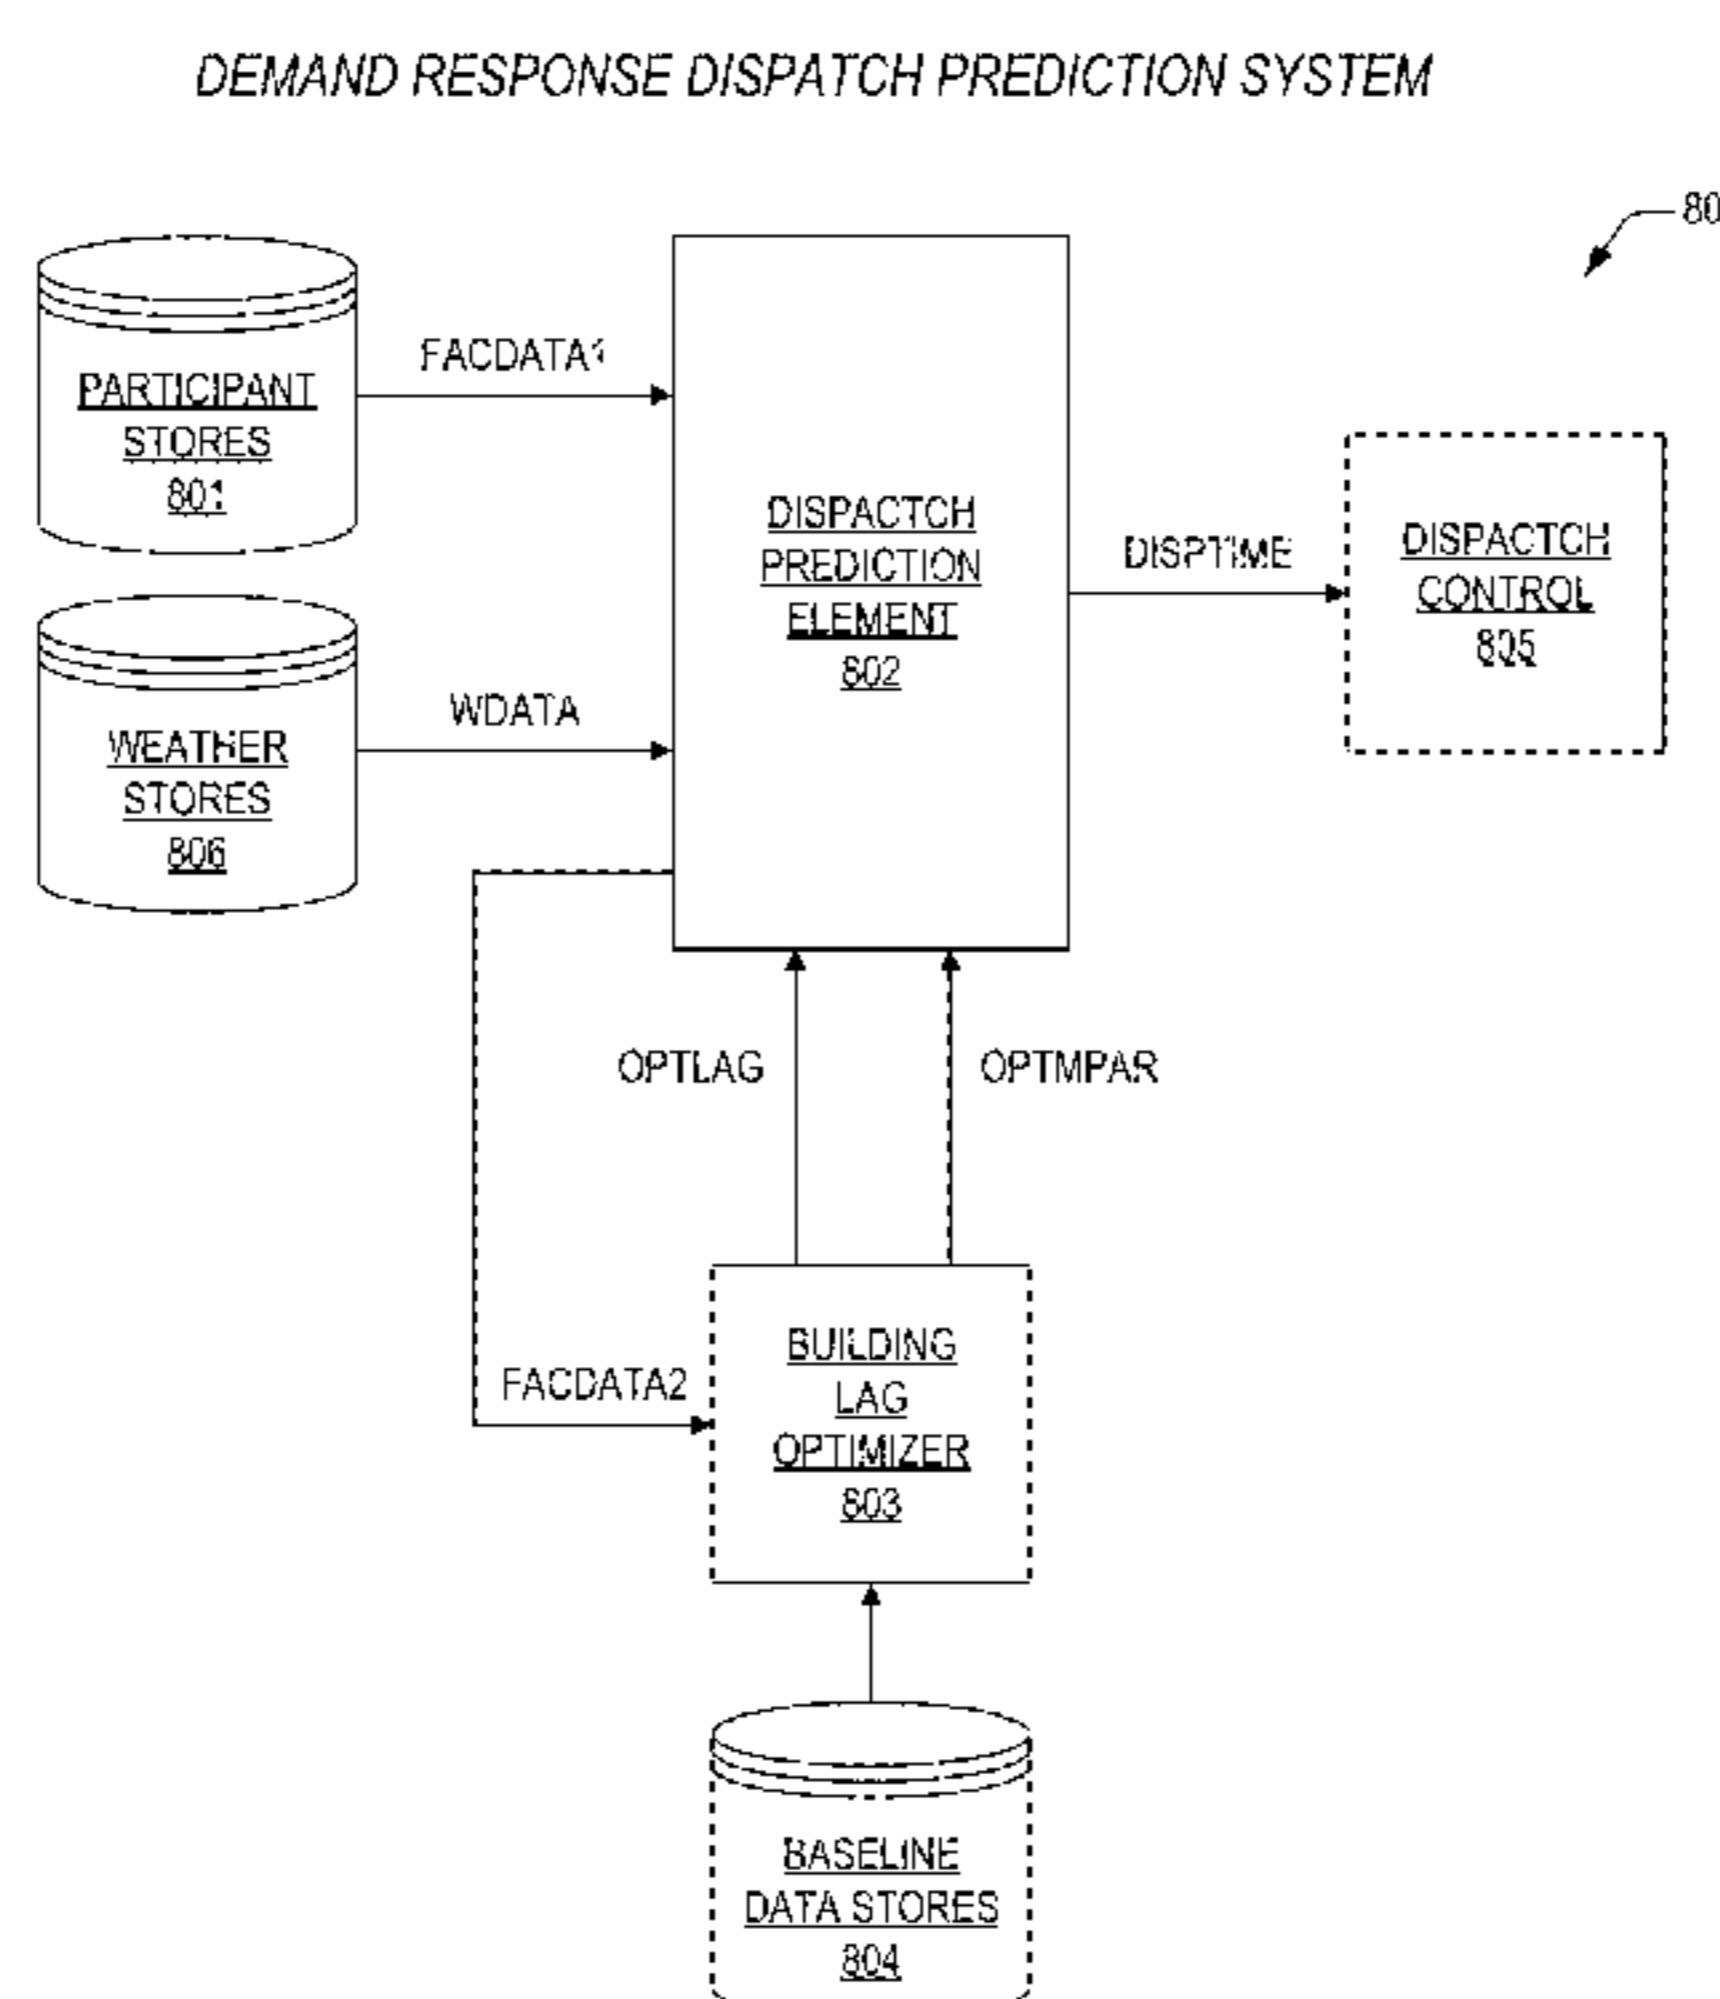 DEMAND RESPONSE DISPATCH PREDICTION SYSTEM
80
PARTICIPANT
STORES
801
FACDATA1
WEATHER
STORES
806
WDATA
DISPACTCH
PREDICTION
ELEMENT
802
DISPTIME
DISPACTCH
CONTROL
805
OPTLAG
OPTMPAR
FACDATA2
BUILDING
LAG
OPTIMIZER
803
BASELINE
DATA STORES
804